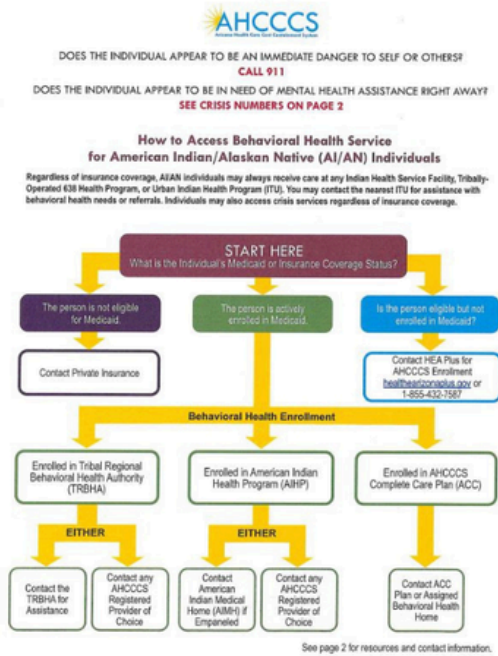 AHCCCS
Arizona Health Care Cost Containment System
DOES THE INDIVIDUAL APPEAR TO BE AN IMMEDIATE DANGER TO SELF OR OTHERS?
CALL 911
DOES THE INDIVIDUAL APPEAR TO BE IN NEED OF MENTAL HEALTH ASSISTANCE RIGHT AWAY?
SEE CRISIS NUMBERS ON PAGE 2
How to Access Behavioral Health Service
for American Indian/Alaskan Native (AI/AN) Individuals
Regardless of insurance coverage, AI/AN individuals may always receive care at any Indian Health Service Facility, Tribally-
Operated 638 Health Program, or Urban Indian Health Program (ITU). You may contact the nearest ITU for assistance with
behavioral health needs or referrals. Individuals may also access crisis services regardless of insurance coverage.
START HERE
What is the Individual's Medicaid or Insurance Coverage Status?
The person is not eligible
for Medicaid.
The person is actively
enrolled in Medicaid.
Is the person eligible but not
enrolled in Medicaid?
Contact Private Insurance
Contact HEA Plus for
AHCCCS Enrollment
healthearizonaplus.gov or
1-855-432-7587
Behavioral Health Enrollment
Enrolled in Tribal Regional
Behavioral Health Authority
(TRBHA)
Enrolled in American Indian
Health Program (AIHP)
Enrolled in AHCCCS
Complete Care Plan (ACC)
EITHER
EITHER
Contact the
TRBHA for
Assistance
Contact any
AHCCCS
Registered
Provider of
Choice
Contact
American
Indian Medical
Home (AIMH) if
Empaneled
Contact any
AHCCCS
Registered
Provider of
Choice
Contact ACC
Plan or Assigned
Behavioral Health
Home
See page 2 for resources and contact information.